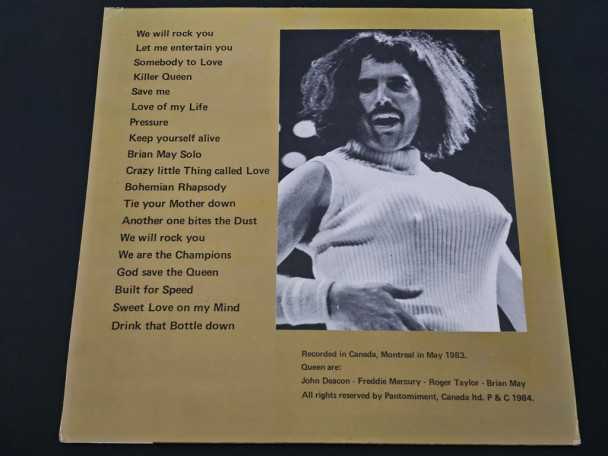 We will rock you
Let me entertain you
Somebody to Love
Killer Queen
Save me
Love of my Life
Pressure
Keep yourself alive
Brian May Solo
Crazy little Thing called Love
Bohemian Rhapsody
Tie your Mother down
Another one bites the Dust
We will rock you
We are the Champions
God save the Queen
Built for Speed
Sweet Love on my Mind
Drink that Bottle down
Recorded in Canada, Montreal in May 1983.
Queen are:
John Deacon - Freddie Mercury - Roger Taylor - Brian May
All rights reserved by Pantomiment, Canada ltd. P & C 1984.